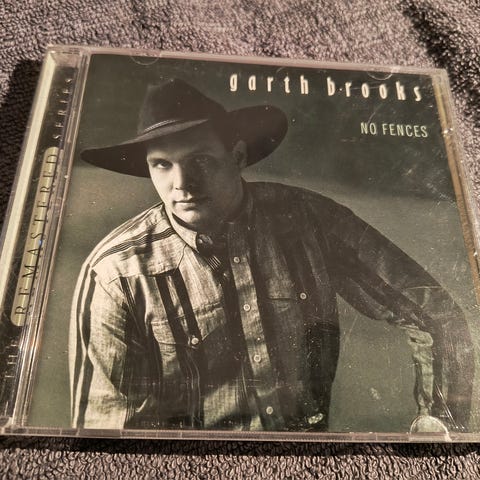 garth brooks
NO FENCES
THE REMASTERED SERIES